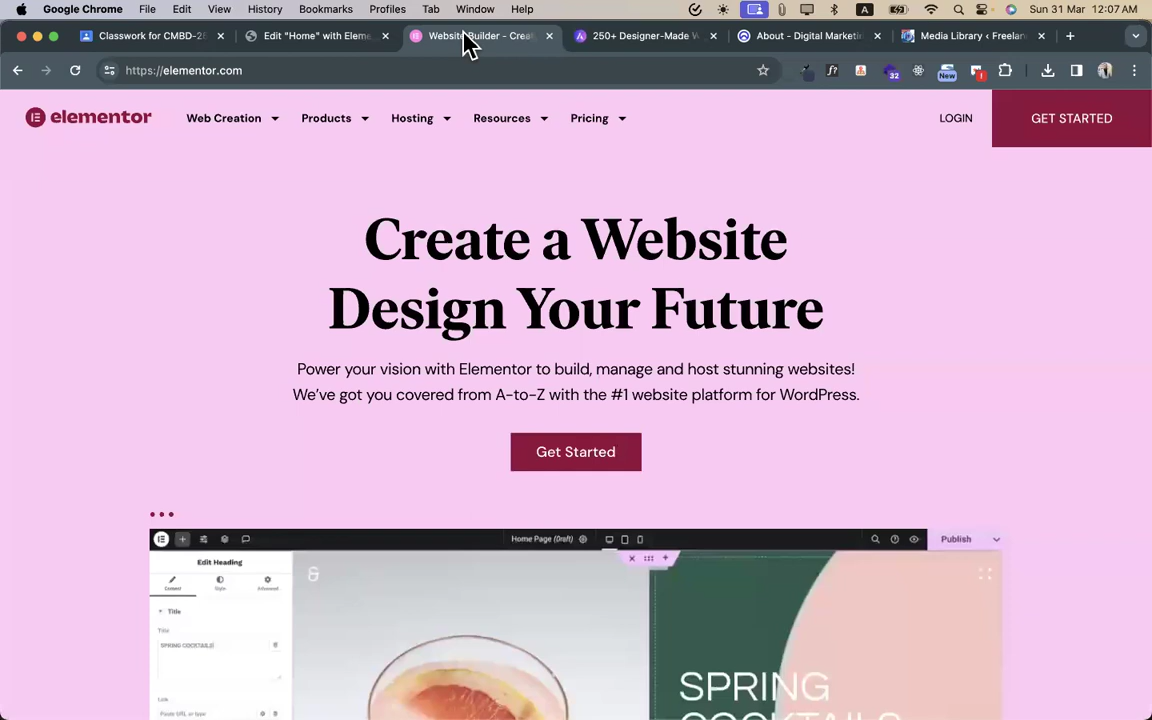 Google Chrome File Edit View History Bookmarks Profiles Tab Window Help A Sun 31 Mar 12:07 AM
Classwork for CMBD-25 Edit "Home" with Eleme Website Builder - Crea 250+ Designer-Made W About - Digital Marketi Media Library ‹ Freelan
https://elementor.com f? 32 New
elementor Web Creation Products Hosting Resources Pricing LOGIN GET STARTED
Create a Website
Design Your Future
Power your vision with Elementor to build, manage and host stunning websites!
We've got you covered from A-to-Z with the #1 website platform for WordPress.
Get Started
Home Page (Draft) Publish
Edit Heading
Content Style Advanced
Title
Title
SPRING COCKTAILS
Link
Paste URL or type
&
SPRING
COCKTAILS